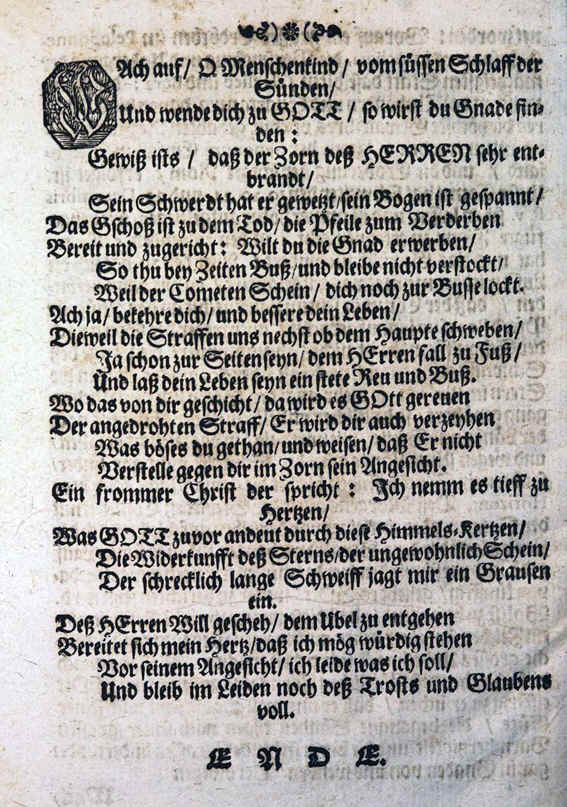 WAch auf/ O Menschenkind/ vom süssen Schlaff der
Sünden/
Und wende dich zu GOTT/ so wirst du Gnade fin-
den:
Gewiß ists/ daß der Zorn deß HERREN sehr ent-
brandt/
Sein Schwerdt hat er gewetzt/sein Bogen ist gespannt/
Das Gschoß ist zu dem Tod/ die Pfeile zum Verderben
Bereit und zugericht: Wilt du die Gnad erwerben/
So thu bey Zeiten Buß/und bleibe nicht verstockt/
Weil der Cometen Schein/ dich noch zur Busse lockt.
Ach ja/ bekehre dich/ und bessere dein Leben/
Dieweil die Straffen uns nechst ob dem Haupte schweben/
Ja schon zur Seiten seyn/ dem HErren fall zu Fuß/
Und laß dein Leben seyn ein stete Reu und Buß.
Wo das von dir geschicht/ da wird es GOtt gereuen
Der angedrohten Straff/ Er wird dir auch verzeyhen
Was böses du gethan/und weisen/ daß Er nicht
Verstelle gegen dir im Zorn sein Angesicht.
Ein frommer Christ der spricht: Ich nemm es tieff zu
Hertzen/
Was GOTT zuvor andeut durch diese Himmels-Kertzen/
Die Widerkunfft deß Sterns/der ungewohnlich Schein/
Der schrecklich lange Schweiff jagt mir ein Grausen
ein.
Deß HErren Will gescheh/ dem Ubel zu entgehen
Bereitet sich mein Hertz/daß ich mög würdig stehen
Vor seinem Angesicht/ ich leide was ich soll/
Und bleib im Leiden noch deß Trosts und Glaubens
voll.
E N D E.